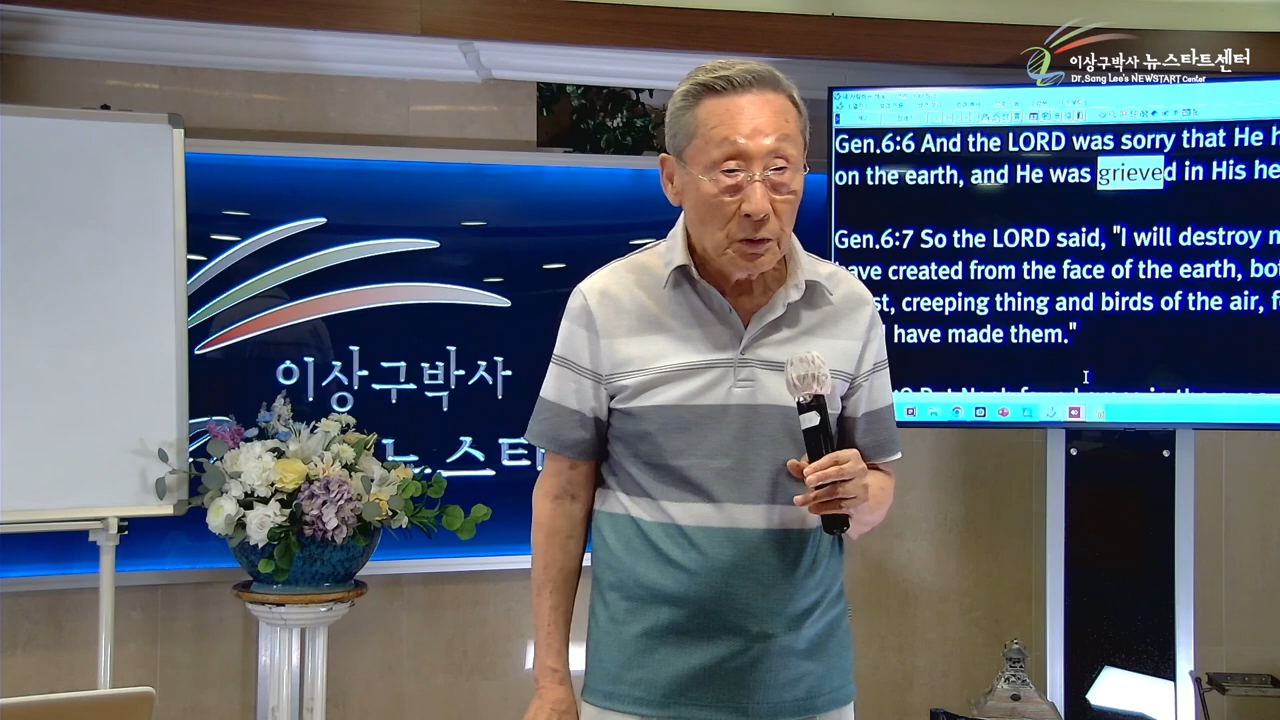 이상구박사 뉴스타트센터
Dr. Sang Lee's NEWSTART Center
Gen.6:6 And the LORD was sorry that He
on the earth, and He was grieved in His
Gen.6:7 So the LORD said, "I will destroy
have created from the face of the earth,
creeping thing and birds of the air,
have made them."
이상구박사
뉴스타